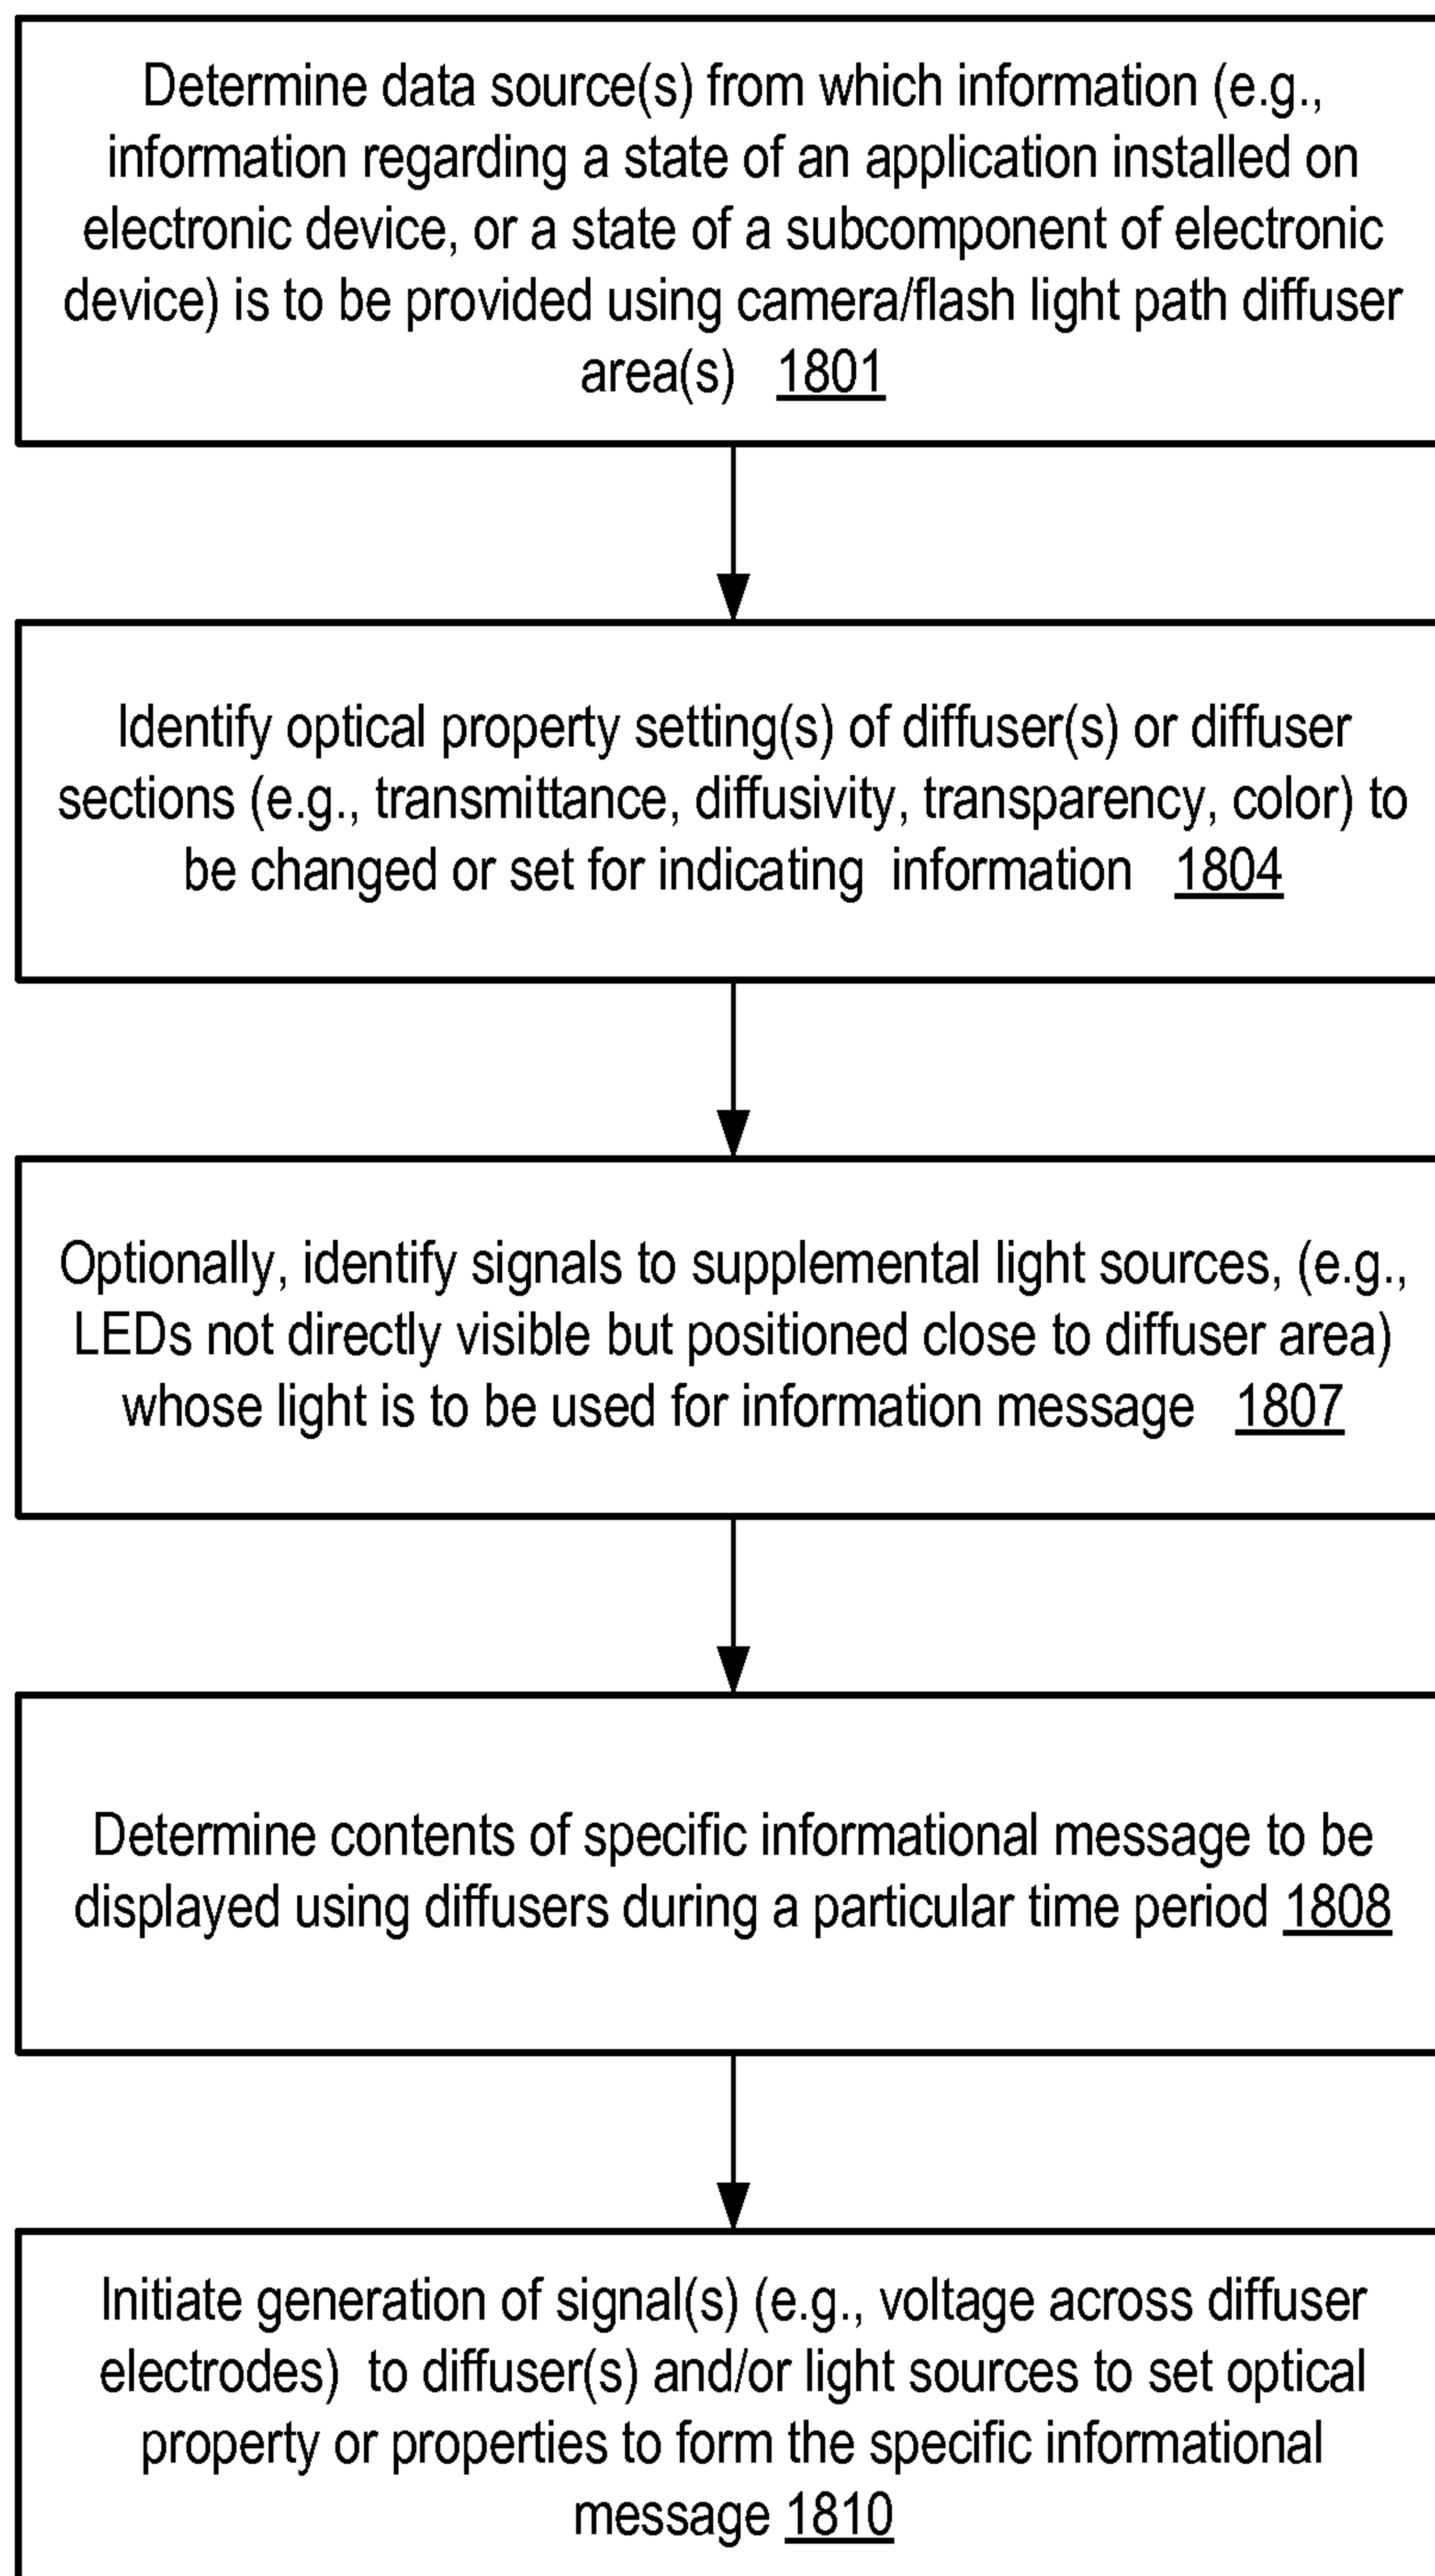 Determine data source(s) from which information (e.g.,
information regarding a state of an application installed on
electronic device, or a state of a subcomponent of electronic
device) is to be provided using camera/flash light path diffuser
area(s) 1801
Identify optical property setting(s) of diffuser(s) or diffuser
sections (e.g., transmittance, diffusivity, transparency, color) to
be changed or set for indicating information 1804
Optionally, identify signals to supplemental light sources, (e.g.,
LEDs not directly visible but positioned close to diffuser area)
whose light is to be used for information message 1807
Determine contents of specific informational message to be
displayed using diffusers during a particular time period 1808
Initiate generation of signal(s) (e.g., voltage across diffuser
electrodes) to diffuser(s) and/or light sources to set optical
property or properties to form the specific informational
message 1810